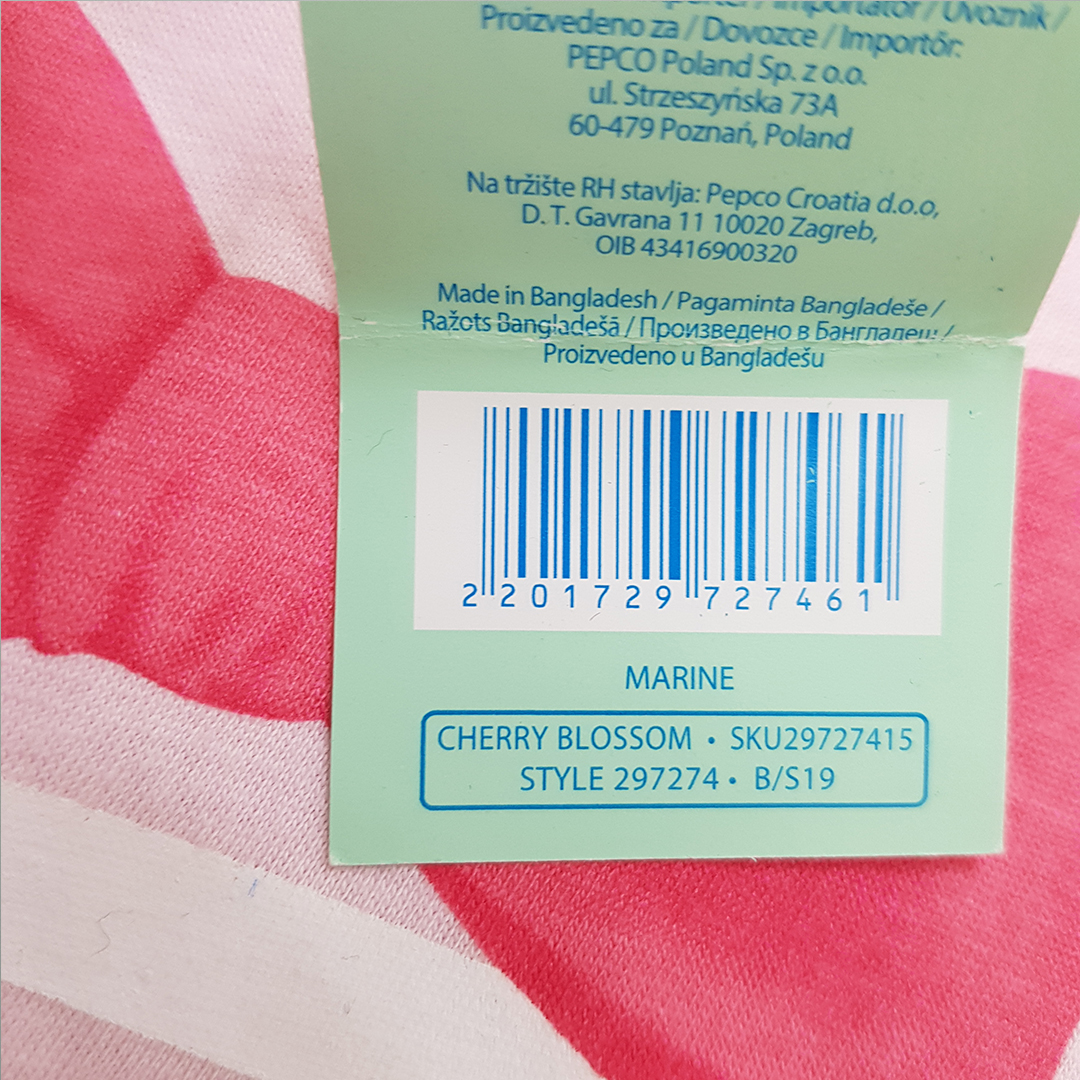 Importator / Uvoznik /
Proizvedeno za / Dovozce / Importőr:
PEPCO Poland Sp. z o.o.
ul. Strzeszyńska 73A
60-479 Poznań, Poland
Na tržište RH stavlja: Pepco Croatia d.o.o,
D. T. Gavrana 11 10020 Zagreb,
OIB 43416900320
Made in Bangladesh / Pagaminta Bangladeše /
Ražots Bangladešā / Произведено в Бангладеш /
Proizvedeno u Bangladešu
2 201729 727461
MARINE
CHERRY BLOSSOM • SKU29727415
STYLE 297274 • B/S19